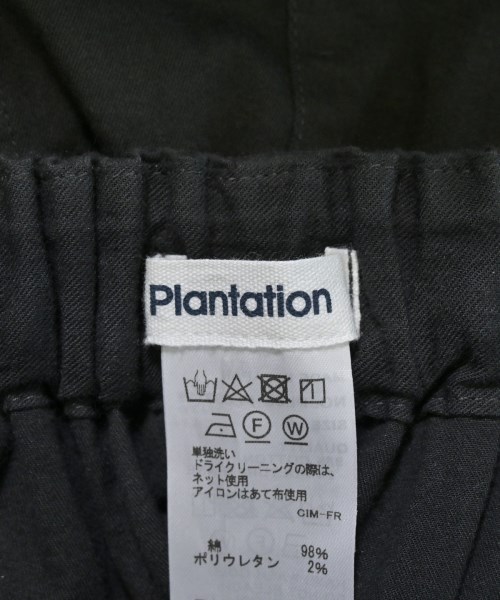 Plantation
F W
単独洗い
ドライクリーニングの際は、
ネット使用
アイロンはあて布使用
CIM-FR
綿 98%
ポリウレタン 2%